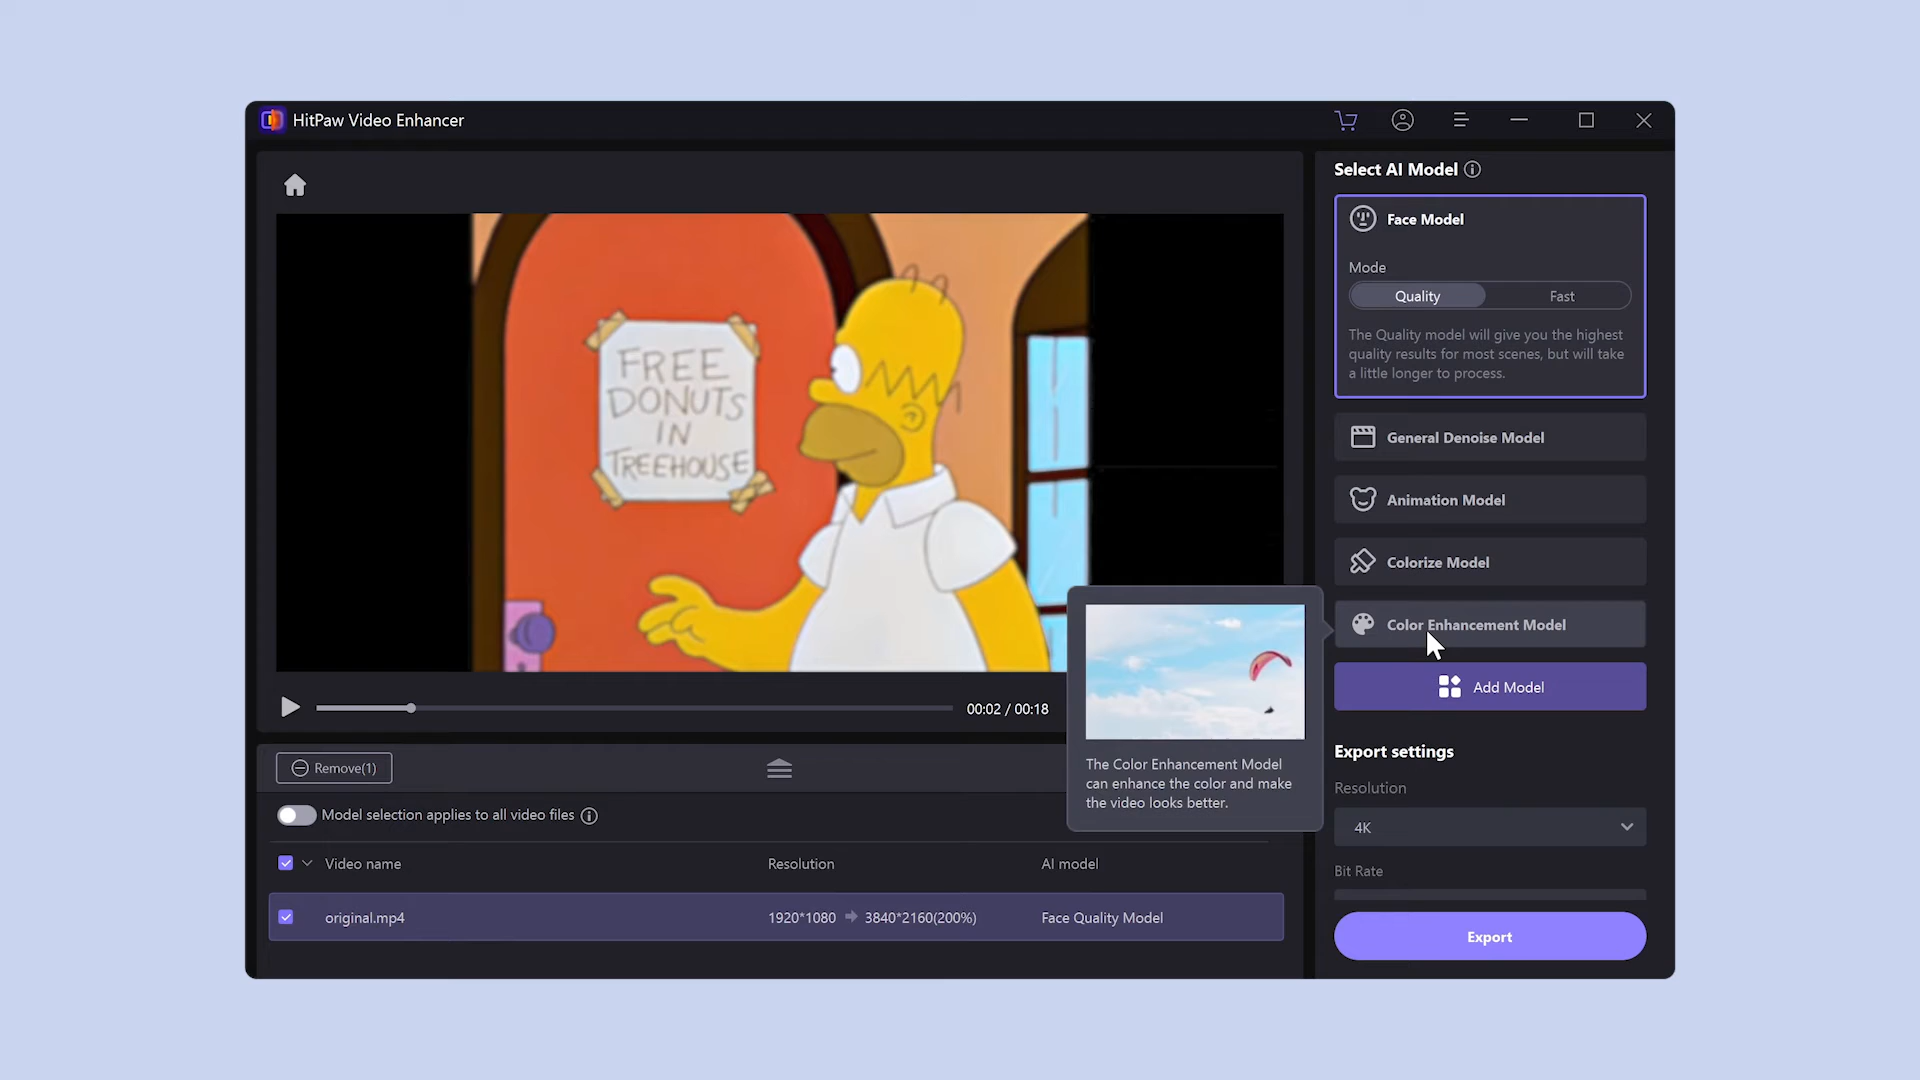 HitPaw Video Enhancer
Select AI Model
Face Model
Mode
Quality
Fast
The Quality model will give you the highest
quality results for most scenes, but will take
a little longer to process.
General Denoise Model
Animation Model
Colorize Model
Color Enhancement Model
Add Model
FREE
DONUTS
IN
TREEHOUSE
00:02 / 00:18
The Color Enhancement Model
can enhance the color and make
the video looks better.
Export settings
Resolution
4K
Bit Rate
Export
Remove(1)
Model selection applies to all video files
Video name
Resolution
AI model
original.mp4
1920*1080
3840*2160(200%)
Face Quality Model